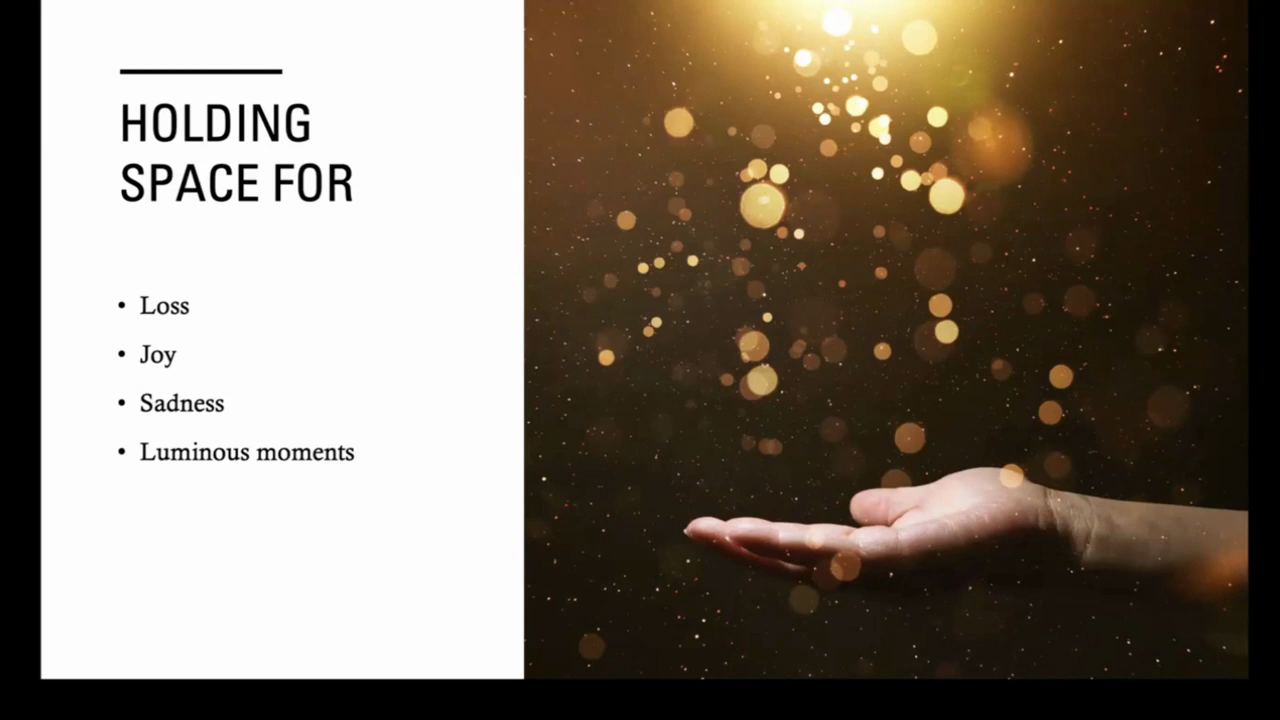 HOLDING
SPACE FOR
• Loss
• Joy
• Sadness
• Luminous moments